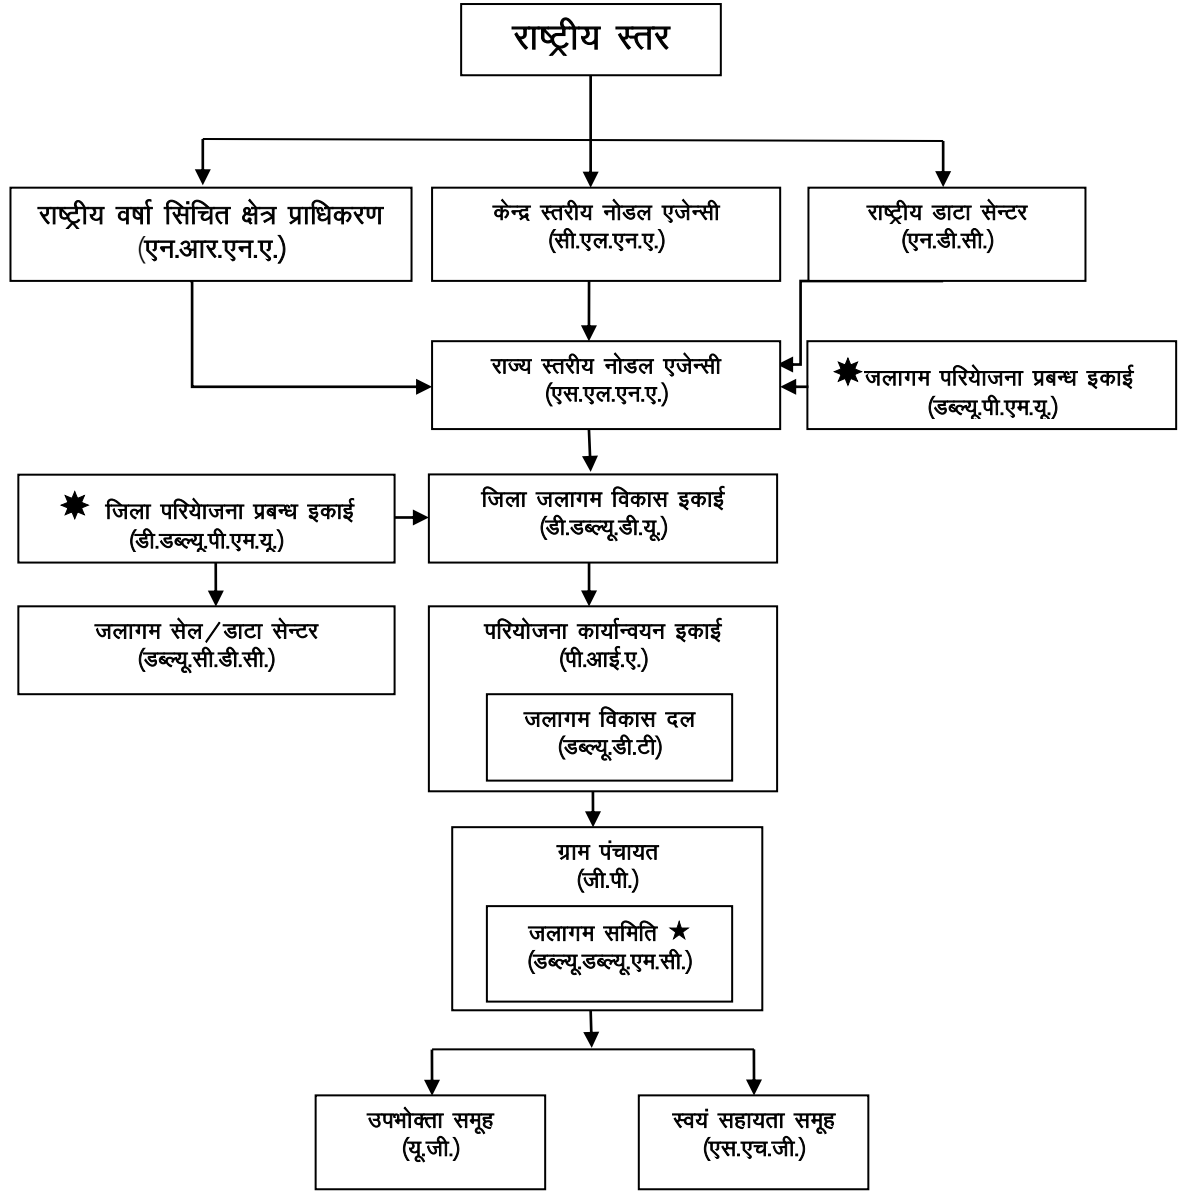 राष्ट्रीय स्तर
राष्ट्रीय वर्षा सिंचित क्षेत्र प्राधिकरण
(एन.आर.एन.ए.)
केन्द्र स्तरीय नोडल एजेन्सी
(सी.एल.एन.ए.)
राष्ट्रीय डाटा सेन्टर
(एन.डी.सी.)
राज्य स्तरीय नोडल एजेन्सी
(एस.एल.एन.ए.)
जलागम परियेाजना प्रबन्ध इकाई
(डब्ल्यू.पी.एम.यू.)
जिला परियेाजना प्रबन्ध इकाई
(डी.डब्ल्यू.पी.एम.यू.)
जिला जलागम विकास इकाई
(डी.डब्ल्यू.डी.यू.)
जलागम सेल/डाटा सेन्टर
(डब्ल्यू.सी.डी.सी.)
परियोजना कार्यान्वयन इकाई
(पी.आई.ए.)
जलागम विकास दल
(डब्ल्यू.डी.टी)
ग्राम पंचायत
(जी.पी.)
जलागम समिति ★
(डब्ल्यू.डब्ल्यू.एम.सी.)
उपभोक्ता समूह
(यू.जी.)
स्वयं सहायता समूह
(एस.एच.जी.)